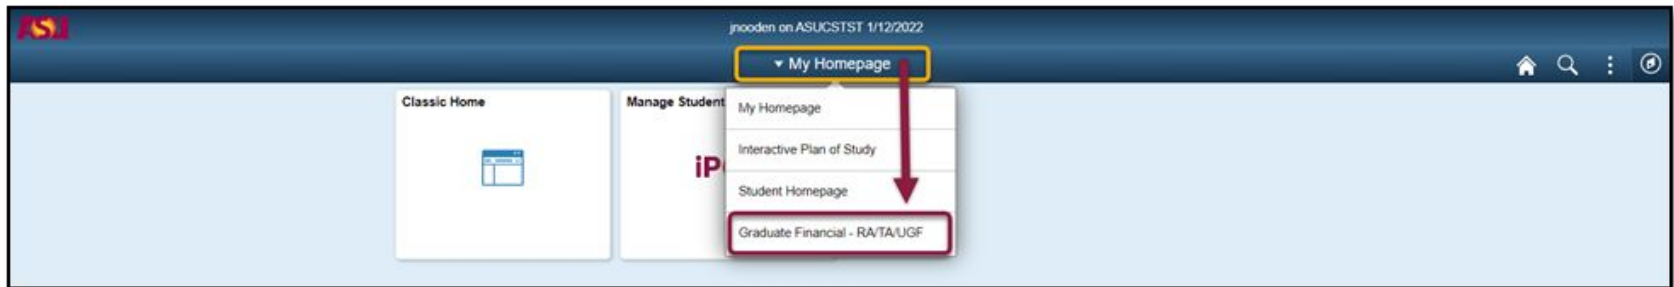 ASU
jnooden on ASUCSTST 1/12/2022
My Homepage
Classic Home
Manage Student
iP
My Homepage
Interactive Plan of Study
Student Homepage
Graduate Financial - RA/TA/UGF